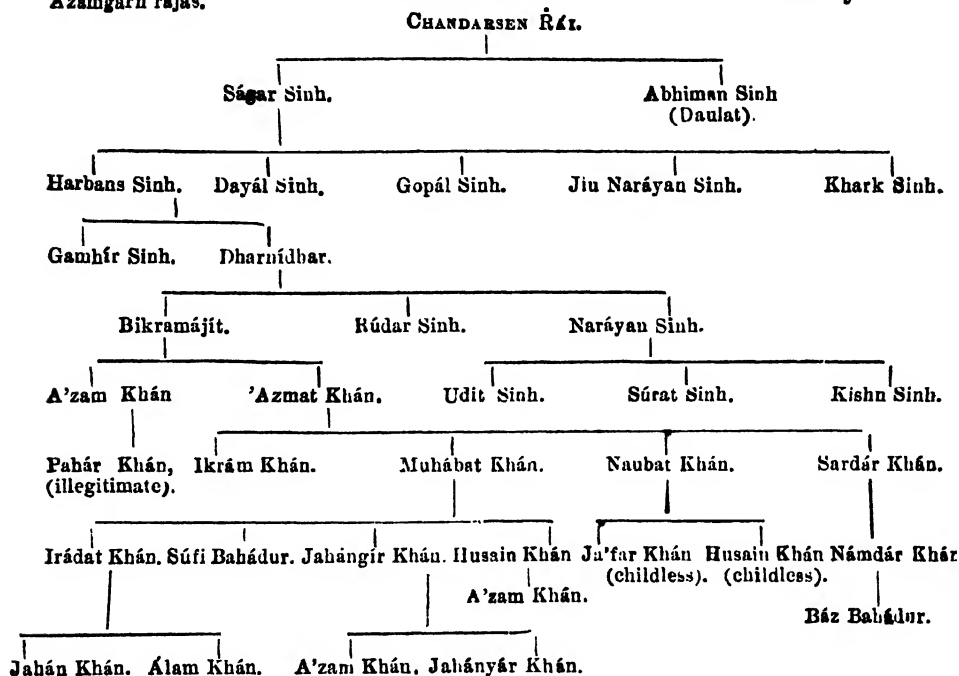 Azamgarh rajas.
CHANDARSEN RÁI.
Ságar Sinh. Abhiman Sinh
(Daulat).
Harbans Sinh. Dayál Sinh. Gopál Sinh. Jiu Naráyan Sinh. Khark Sinh.
Gambhír Sinh. Dharnídhar.
Bikramájít. Rúdar Sinh. Naráyan Sinh.
A'zam Khán 'Azmat Khán. Udit Sinh. Súrat Sinh. Kishn Sinh.
Pahár Khán, Ikrám Khán. Muhábat Khán. Naubat Khán. Sardár Khán.
(illegitimate).
Irádat Khán. Súfi Bahádur. Jahángír Khán. Husain Khán Ja'far Khán Husain Khán Námdár Khán
(childless). (childless).
A'zam Khán.
Báz Bahádur.
Jahán Khán. Álam Khán. A'zam Khán. Jahányár Khán.